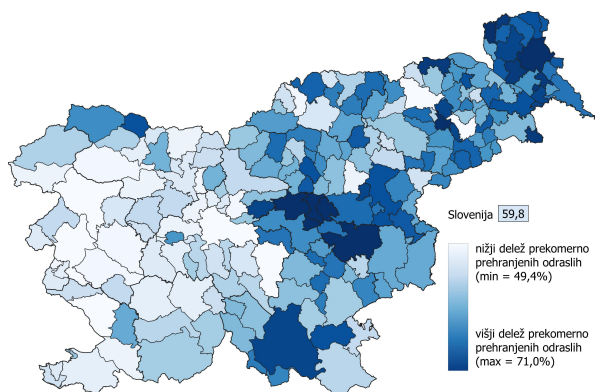 Slovenija 59,8
nižji delež prekomerno
prehranjenih odraslih
(min = 49,4%)
višji delež prekomerno
prehranjenih odraslih
(max = 71,0%)